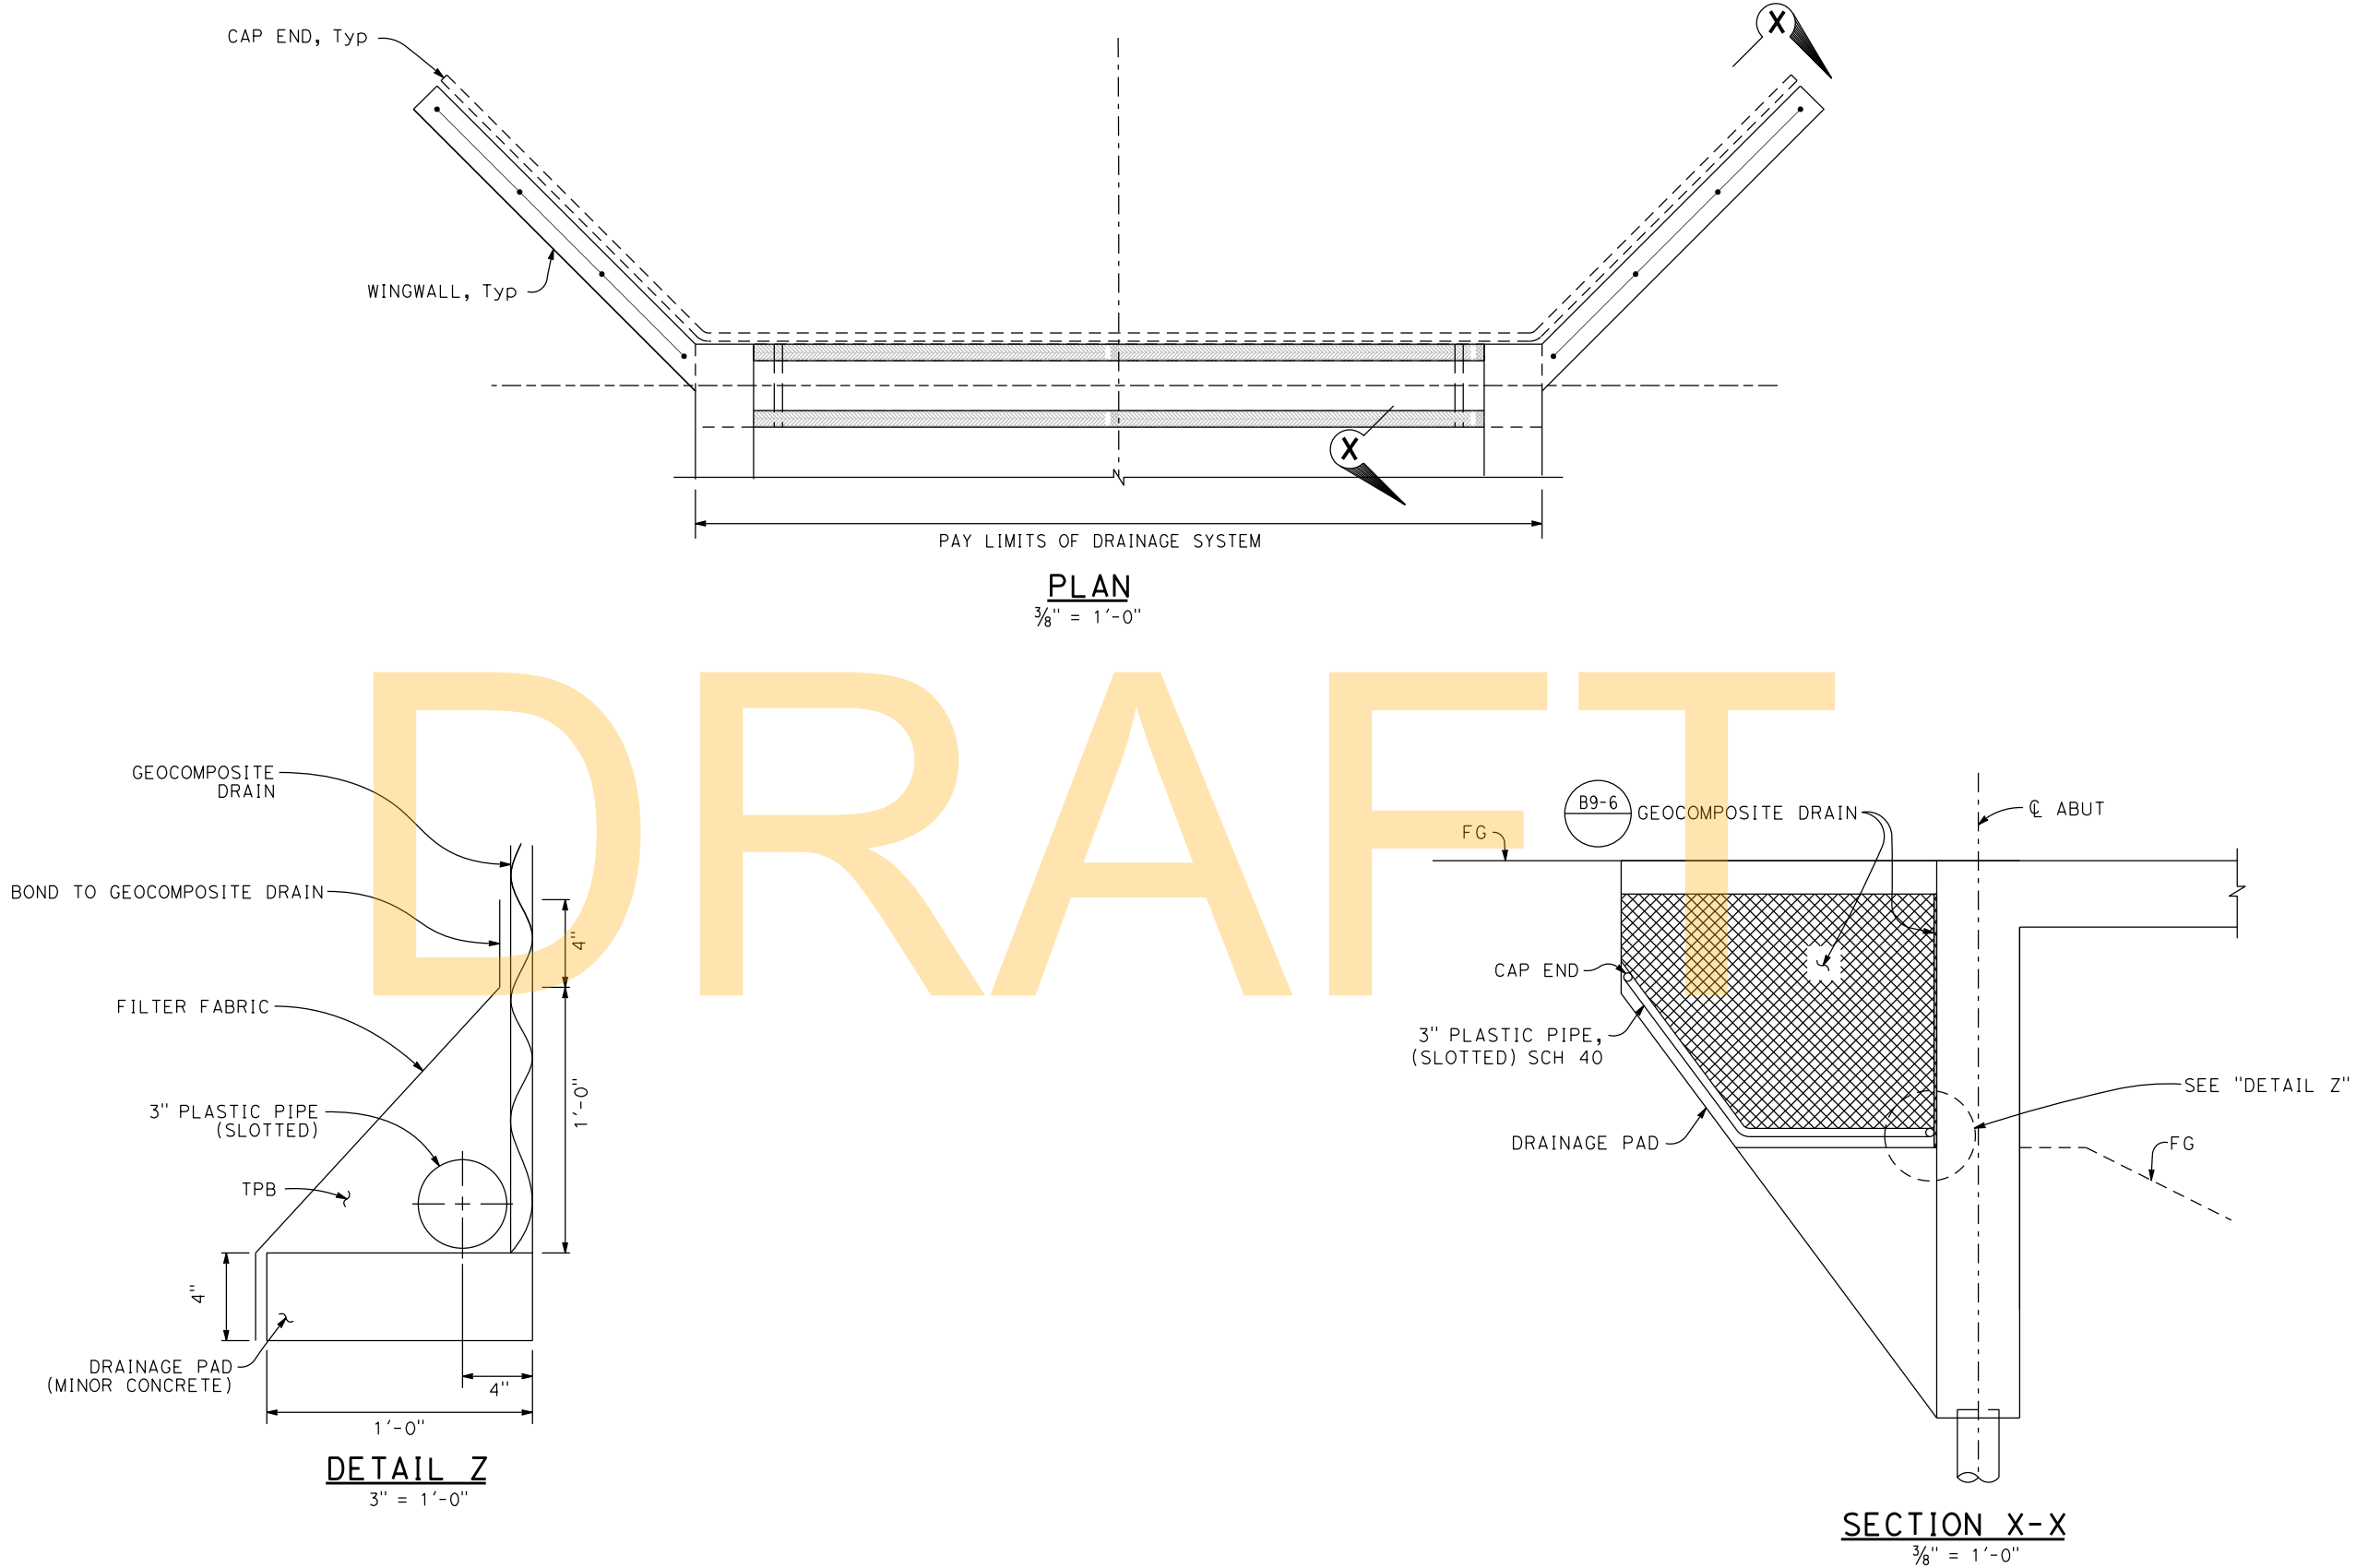 CAP END, Typ
X
WINGWALL, Typ
X
PAY LIMITS OF DRAINAGE SYSTEM
PLAN
3/8" = 1'-0"
DRAFT
GEOCOMPOSITE
DRAIN
BOND TO GEOCOMPOSITE DRAIN
4"
FILTER FABRIC
1'-0"
3" PLASTIC PIPE
(SLOTTED)
TPB
4"
DRAINAGE PAD
(MINOR CONCRETE)
4"
1'-0"
DETAIL Z
3" = 1'-0"
B9-6
GEOCOMPOSITE DRAIN
℄ ABUT
FG
CAP END
3" PLASTIC PIPE,
(SLOTTED) SCH 40
SEE "DETAIL Z"
DRAINAGE PAD
FG
SECTION X-X
3/8" = 1'-0"